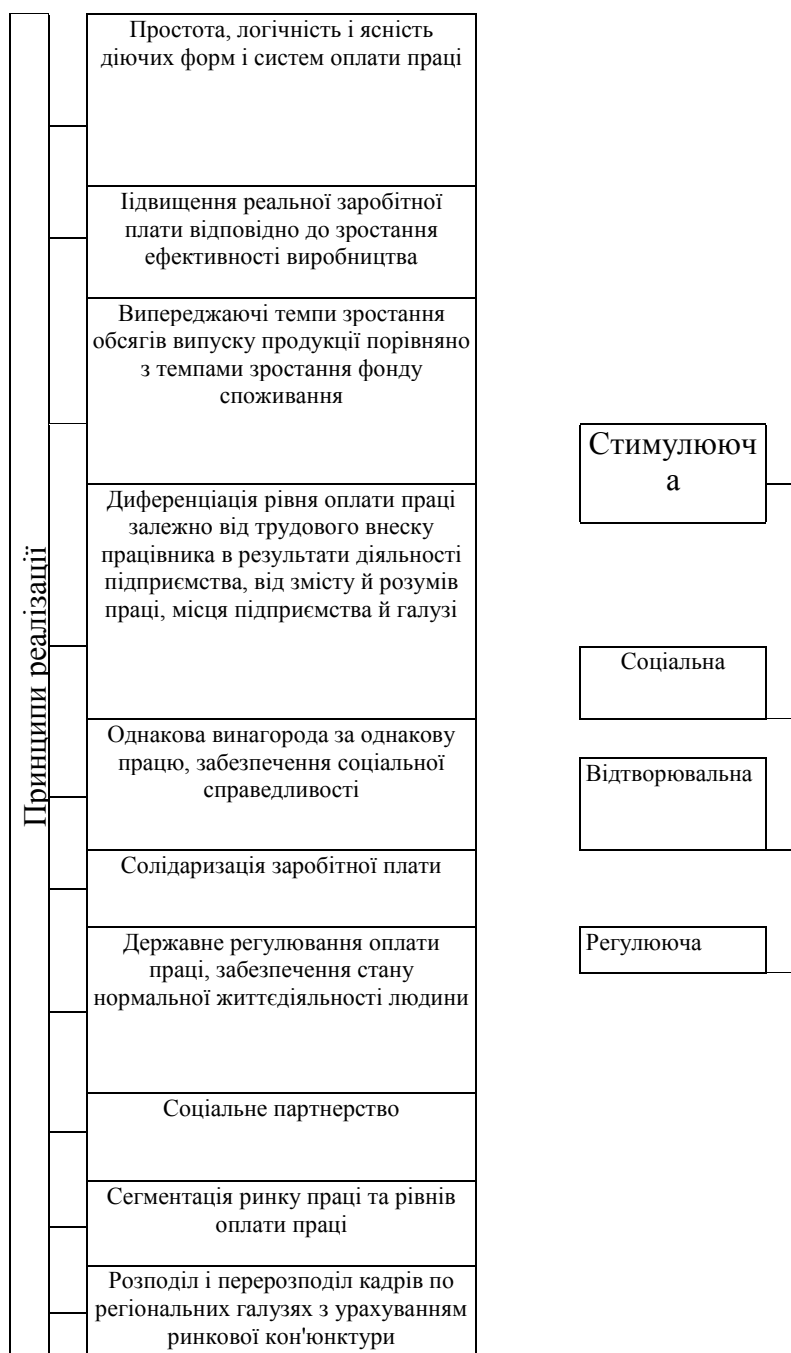 Принципи реалізації
Простота, логічність і ясність
діючих форм і систем оплати праці
Іідвищення реальної заробітної
плати відповідно до зростання
ефективності виробництва
Випереджаючі темпи зростання
обсягів випуску продукції порівняно
з темпами зростання фонду
споживання
Диференціація рівня оплати праці
залежно від трудового внеску
працівника в результати діяльності
підприємства, від змісту й розумів
праці, місця підприємства й галузі
Однакова винагорода за однакову
працю, забезпечення соціальної
справедливості
Солідаризація заробітної плати
Державне регулювання оплати
праці, забезпечення стану
нормальної життєдіяльності людини
Соціальне партнерство
Сегментація ринку праці та рівнів
оплати праці
Розподіл і перерозподіл кадрів по
регіональних галузях з урахуванням
ринкової кон'юнктури
Стимулююч
а
Соціальна
Відтворювальна
Регулююча